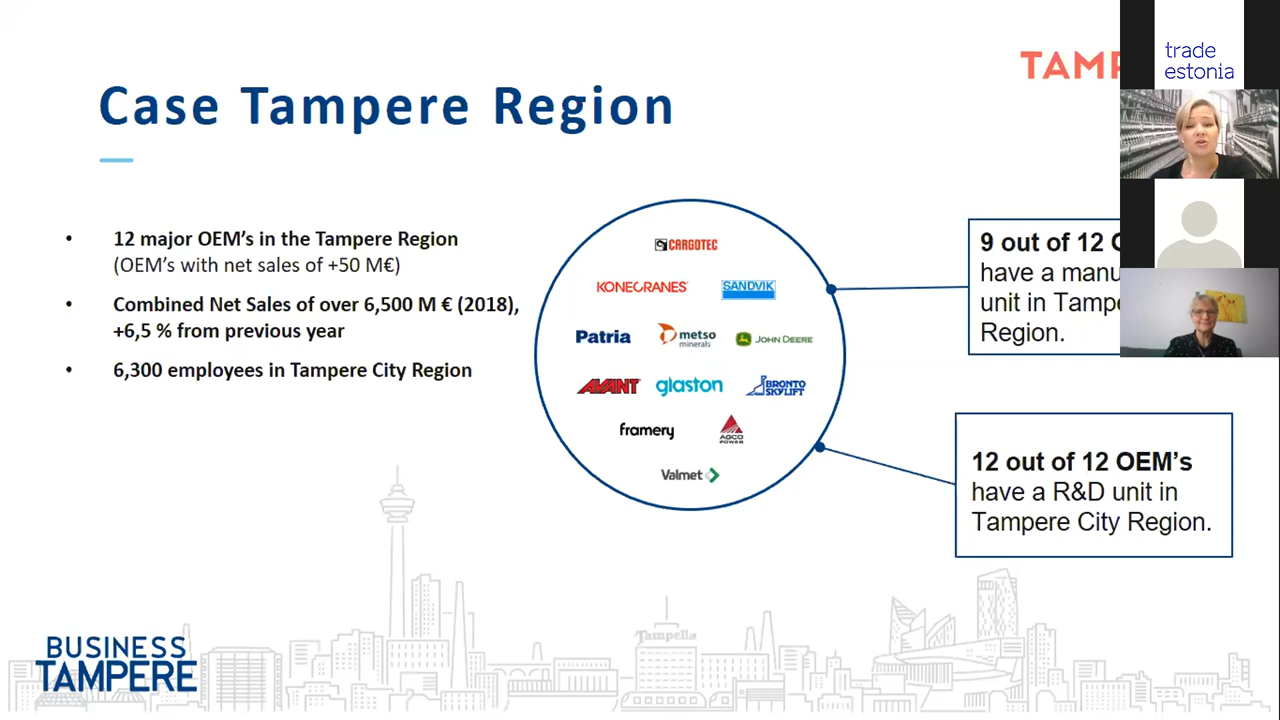 TAMP
trade
estonia
Case Tampere Region
• 12 major OEM's in the Tampere Region
(OEM's with net sales of +50 M€)
• Combined Net Sales of over 6,500 M € (2018),
+6,5 % from previous year
• 6,300 employees in Tampere City Region
CARGOTEC
KONECRANES
SANDVIK
Patria
metso
minerals
JOHN DEERE
AVANT
glaston
BRONTO
SKYLIFT
framery
AGCO
POWER
Valmet
9 out of 12
have a manu
unit in Tampe
Region.
12 out of 12 OEM's
have a R&D unit in
Tampere City Region.
Tampella
BUSINESS
TAMPERE